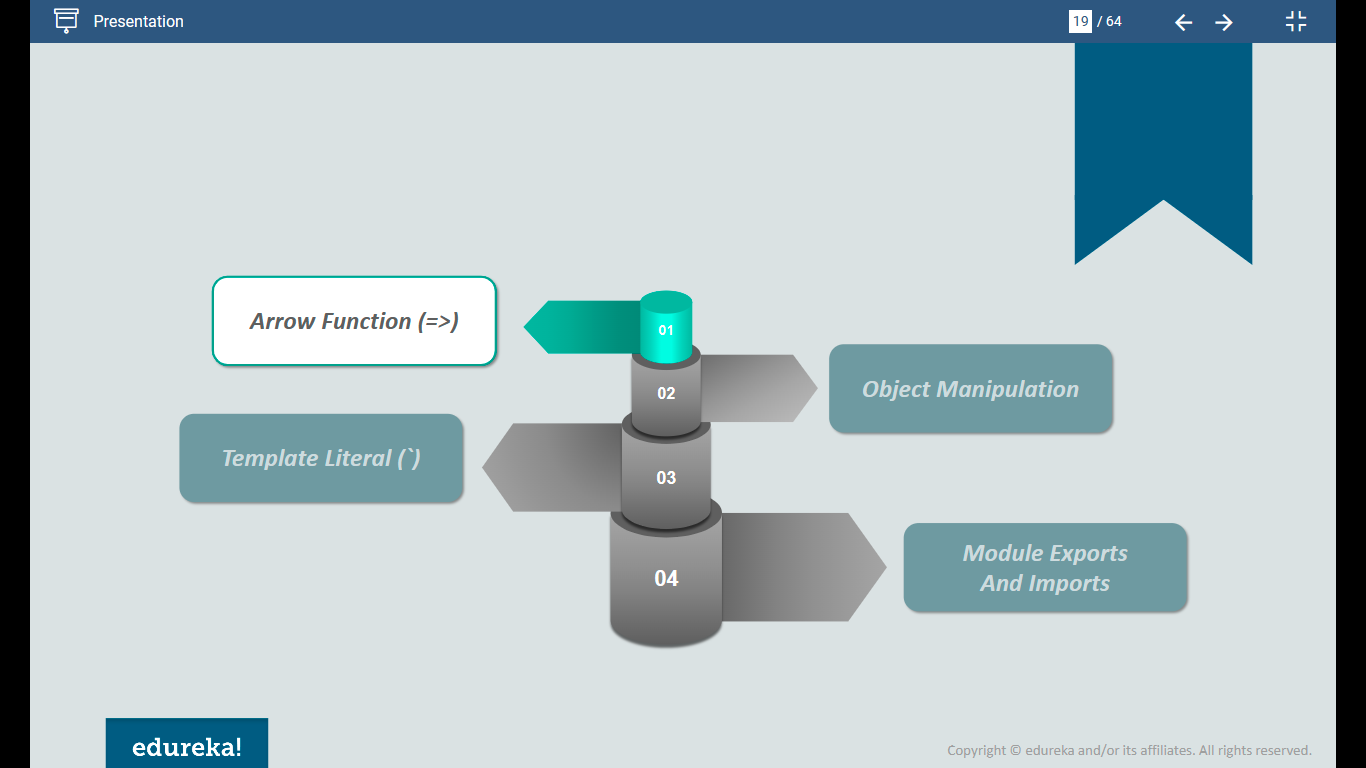 Presentation
19 / 64
Arrow Function (=>)
01
02
Object Manipulation
Template Literal (`)
03
04
Module Exports
And Imports
edureka!
Copyright © edureka and/or its affiliates. All rights reserved.